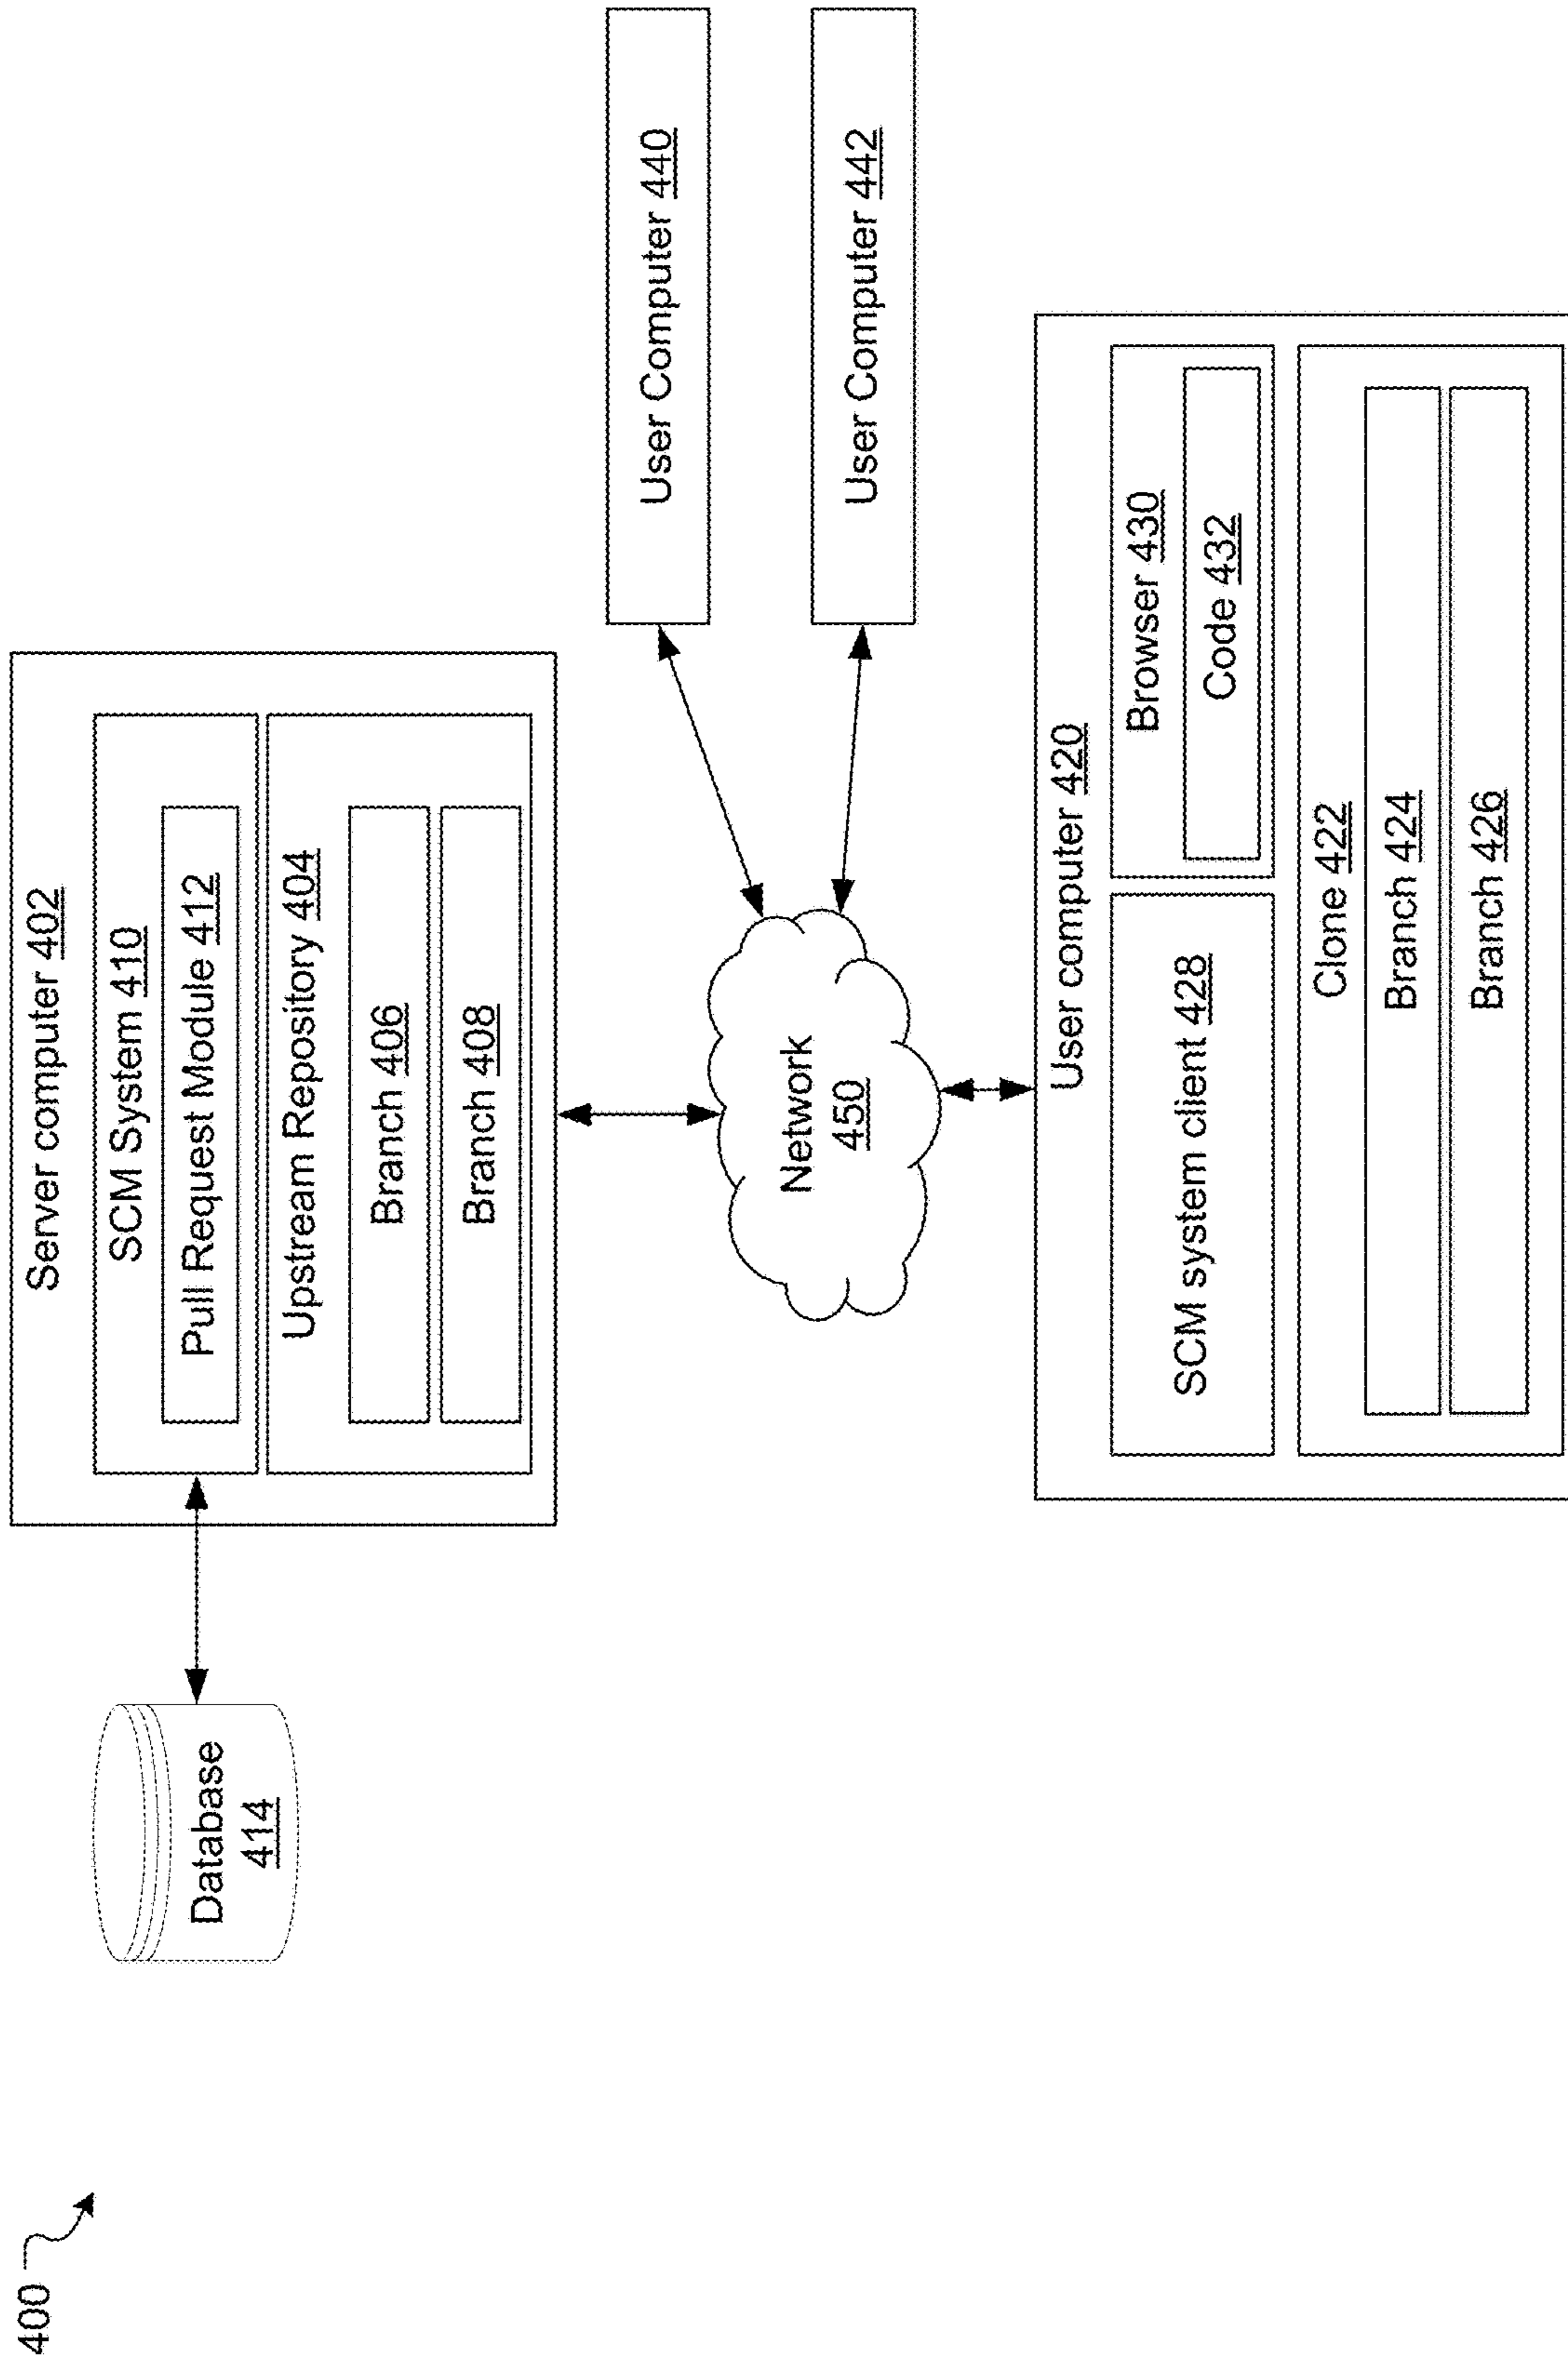 400
Database
414
Server computer 402
SCM System 410
Pull Request Module 412
Upstream Repository 404
Branch 406
Branch 408
User Computer 440
User Computer 442
Network
450
User computer 420
SCM system client 428
Browser 430
Code 432
Clone 422
Branch 424
Branch 426